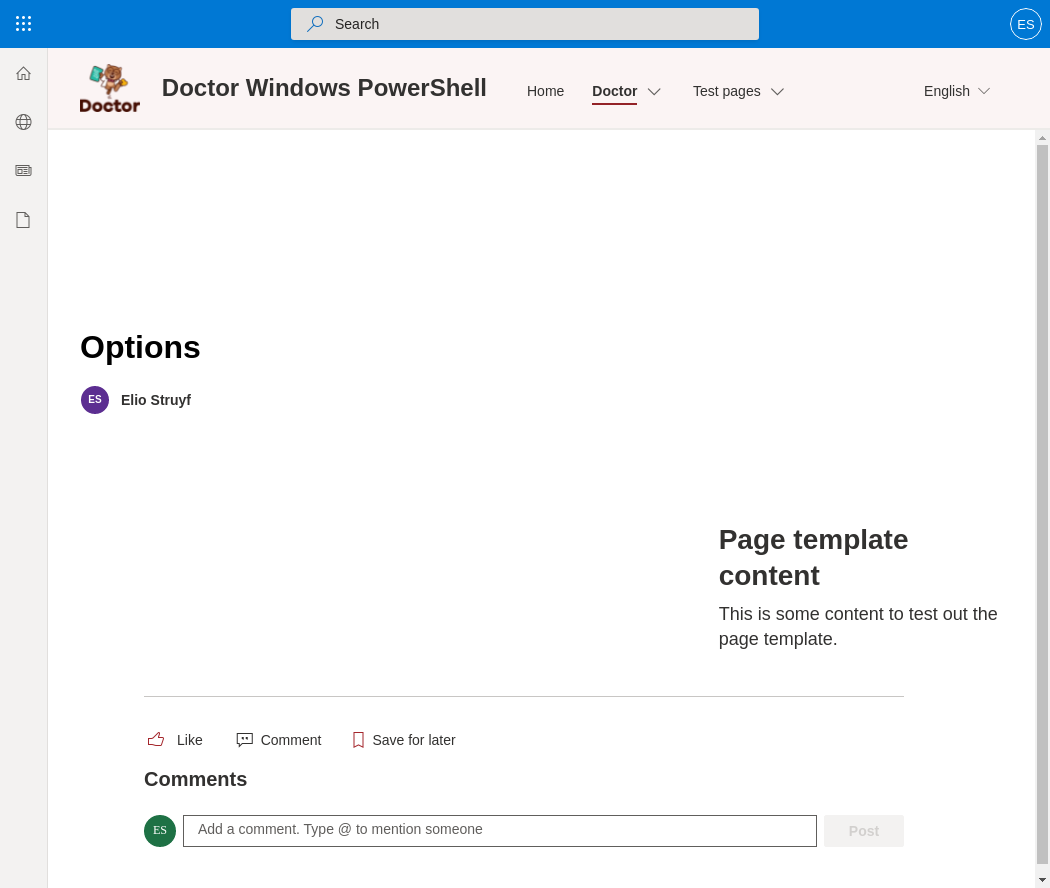 Search
ES
Doctor
Doctor Windows PowerShell
Home
Doctor
Test pages
English
Options
ES
Elio Struyf
Page template
content
This is some content to test out the
page template.
Like
Comment
Save for later
Comments
ES
Add a comment. Type @ to mention someone
Post